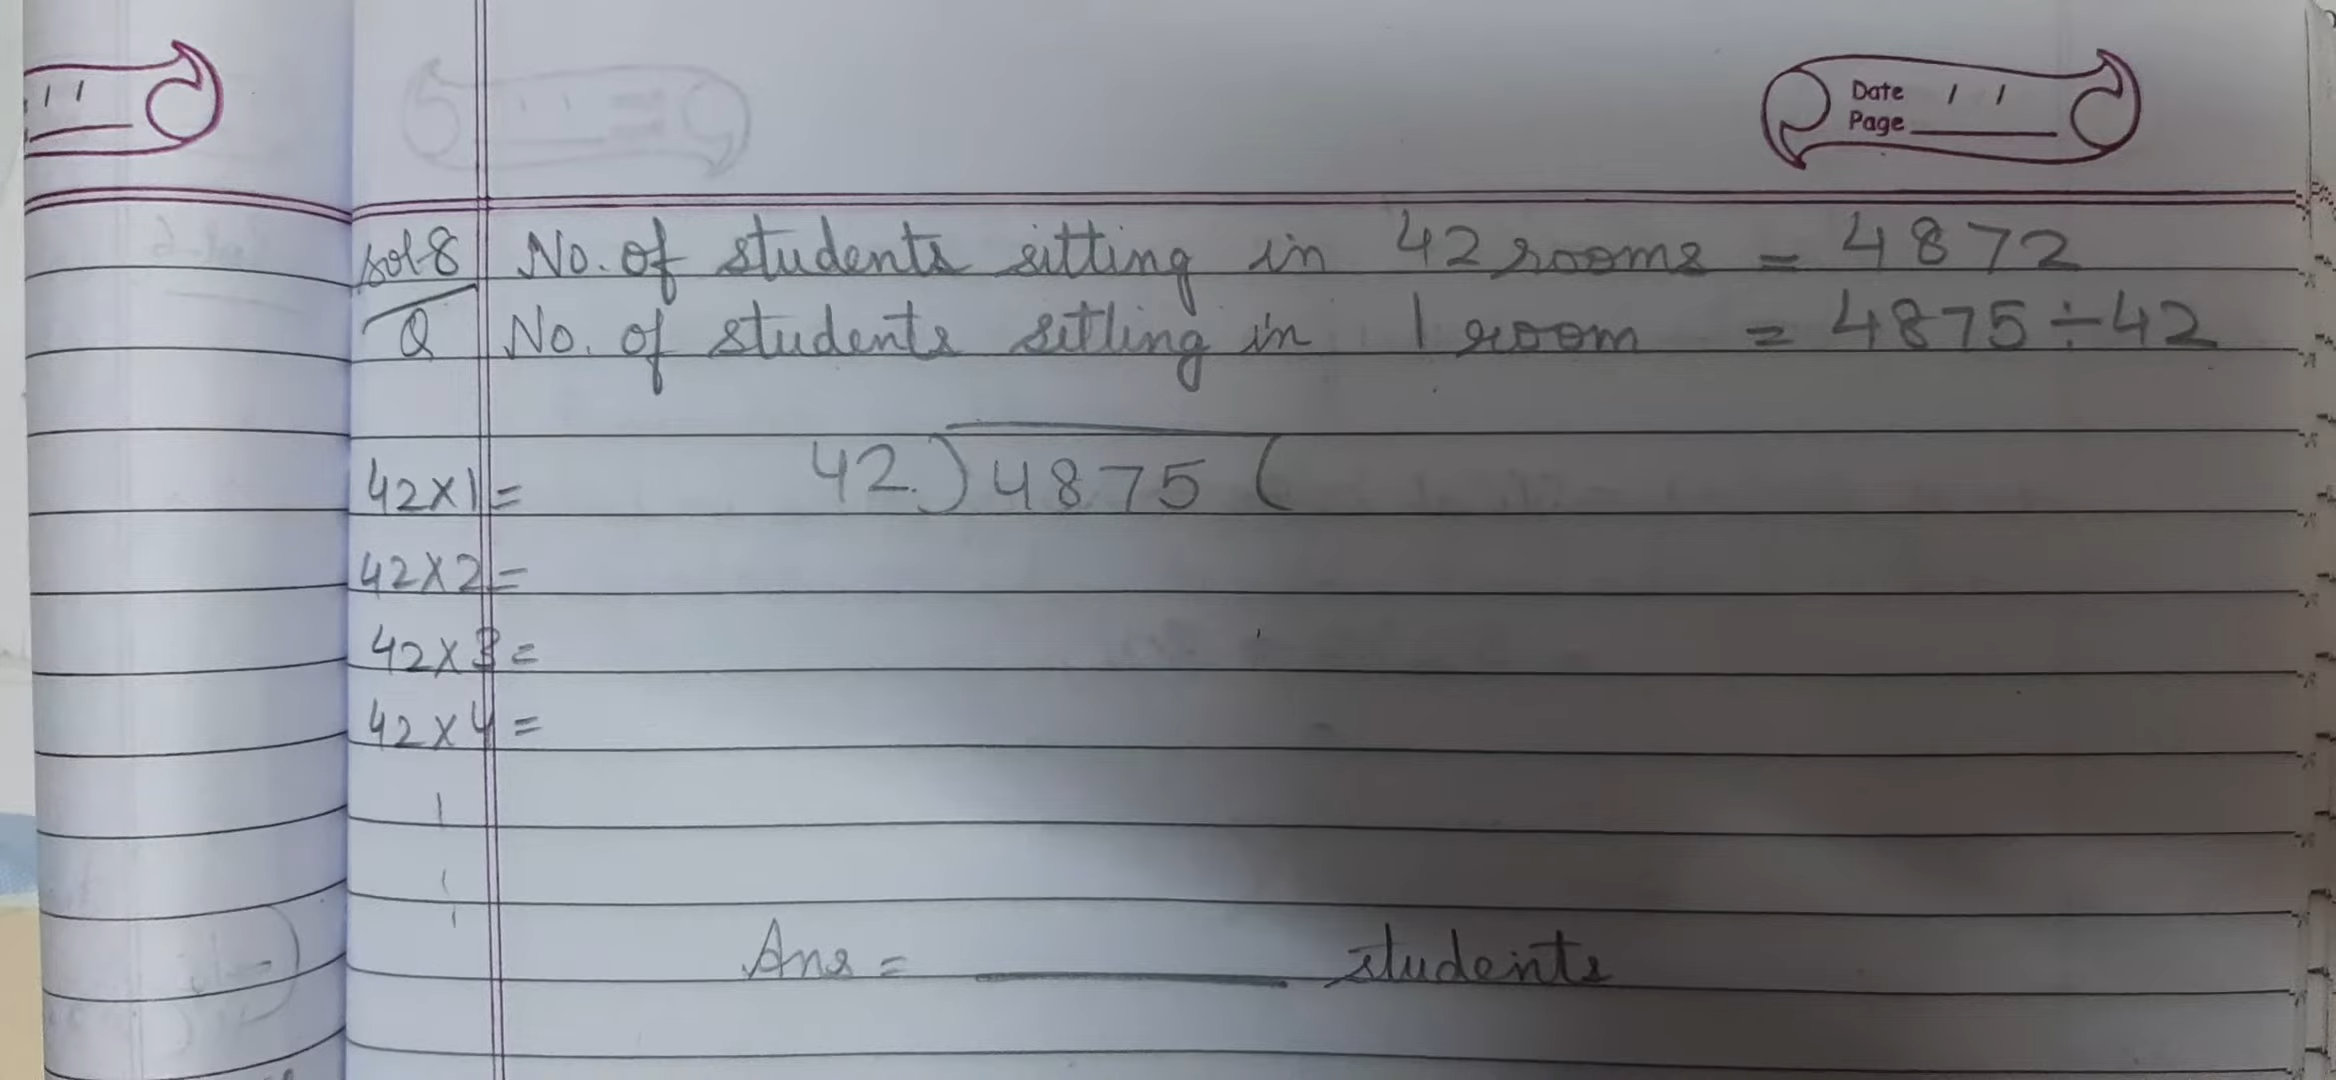 Date / /
Page
sol-8 No. of students sitting in 42 rooms = 4872
Q No. of students sitting in 1 room = 4875 ÷ 42
42×1= 42 ) 4875 (
42×2=
42×3=
42×4=
Ans = ______ students